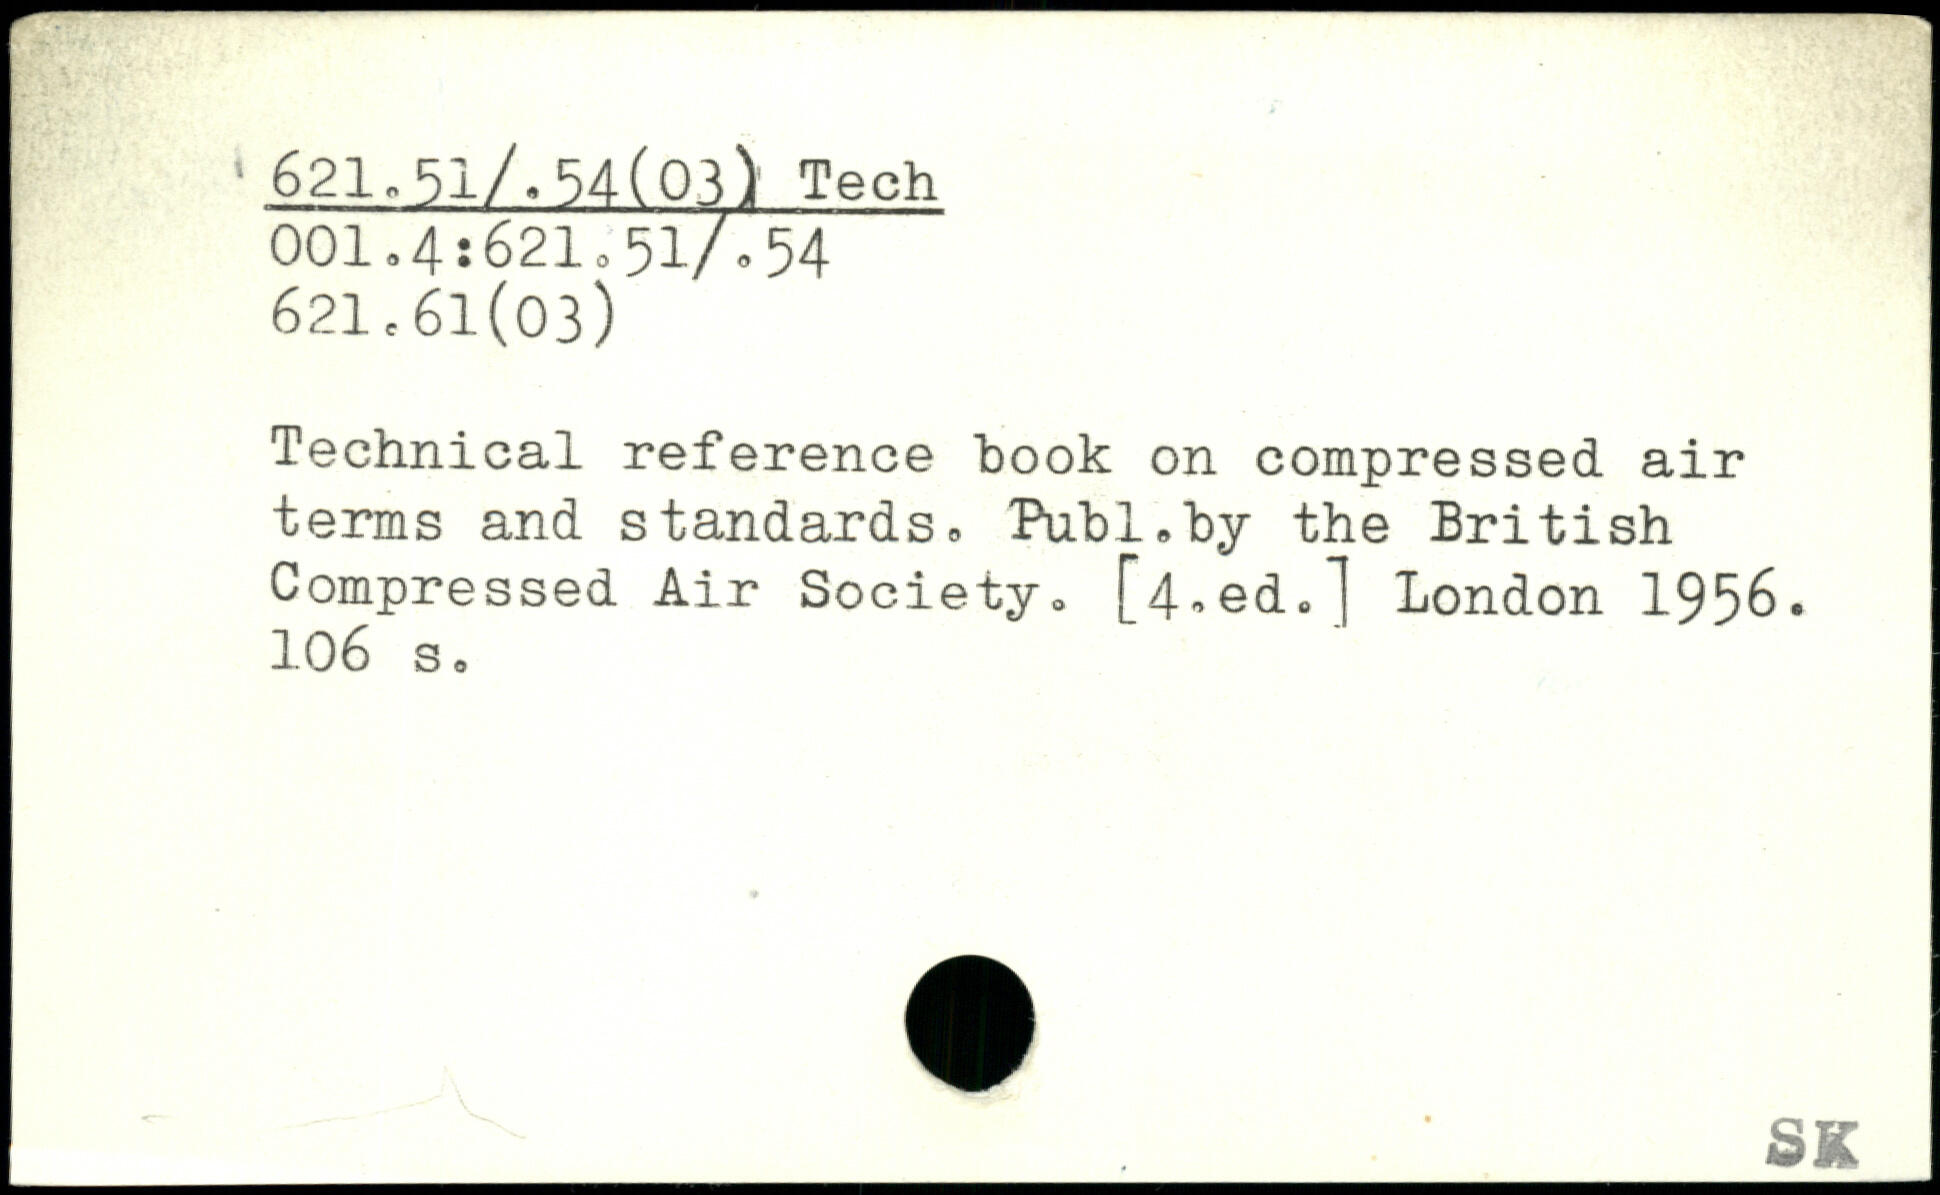 621.51/.54(03) Tech
001.4:621.51/.54
621.61(03)
Technical reference book on compressed air
terms and standards. Publ.by the British
Compressed Air Society. [4.ed.] London 1956.
106 s.
SK